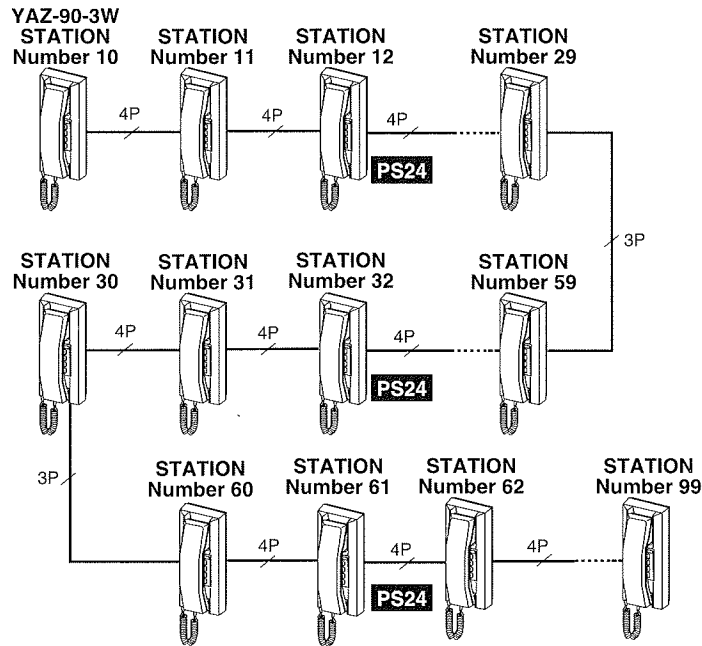 YAZ-90-3W
STATION Number 10
STATION Number 11
STATION Number 12
STATION Number 29
4P
4P
4P
PS24
3P
STATION Number 30
STATION Number 31
STATION Number 32
STATION Number 59
4P
4P
4P
PS24
3P
STATION Number 60
STATION Number 61
STATION Number 62
STATION Number 99
4P
4P
4P
PS24